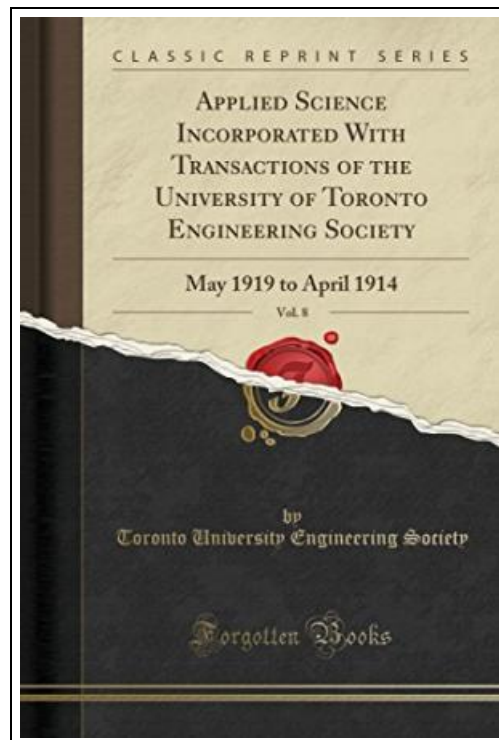 CLASSIC REPRINT SERIES
APPLIED SCIENCE
INCORPORATED WITH
TRANSACTIONS OF THE
UNIVERSITY OF TORONTO
ENGINEERING SOCIETY
May 1919 to April 1914
Vol. 8
by
Toronto University Engineering Society
Forgotten Books